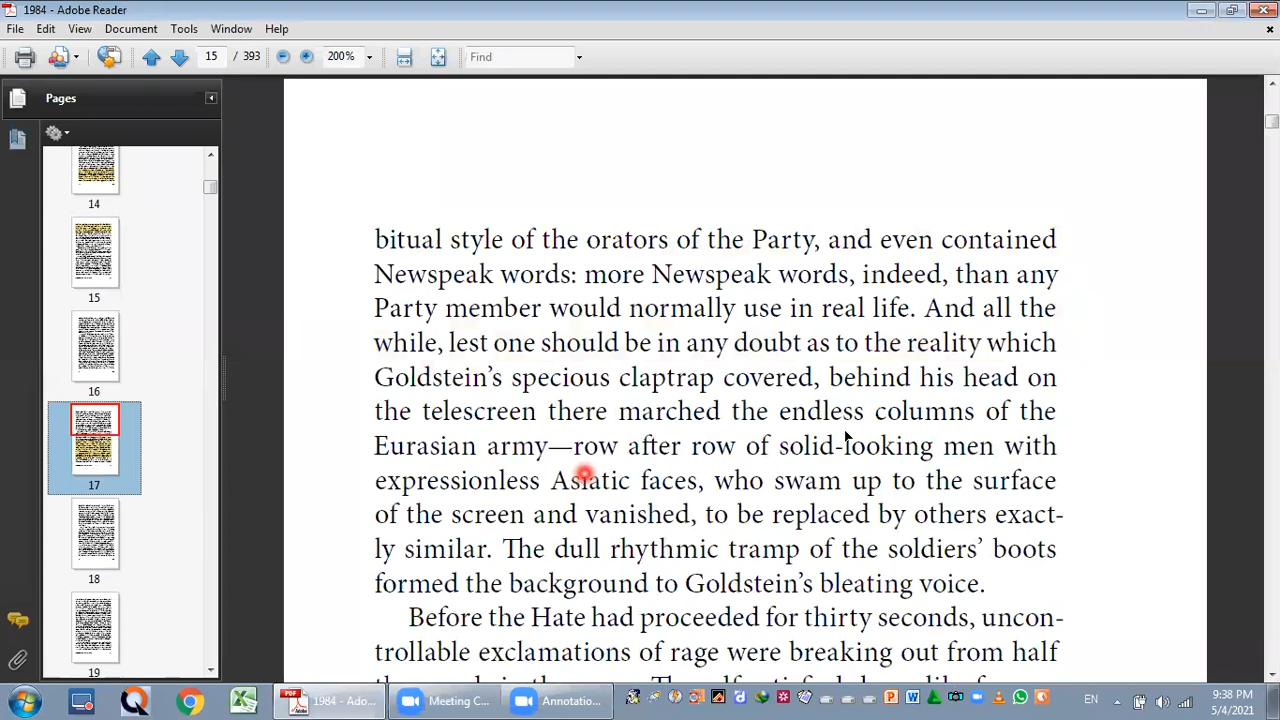 1984 - Adobe Reader
File Edit View Document Tools Window Help
15 / 393 200% Find
Pages
14
15
16
17
18
19
bitual style of the orators of the Party, and even contained
Newspeak words: more Newspeak words, indeed, than any
Party member would normally use in real life. And all the
while, lest one should be in any doubt as to the reality which
Goldstein's specious claptrap covered, behind his head on
the telescreen there marched the endless columns of the
Eurasian army—row after row of solid-looking men with
expressionless Asiatic faces, who swam up to the surface
of the screen and vanished, to be replaced by others exact-
ly similar. The dull rhythmic tramp of the soldiers' boots
formed the background to Goldstein's bleating voice.
Before the Hate had proceeded for thirty seconds, uncon-
trollable exclamations of rage were breaking out from half
1984 - Ado... Meeting C... Annotatio... EN 9:38 PM
5/4/2021